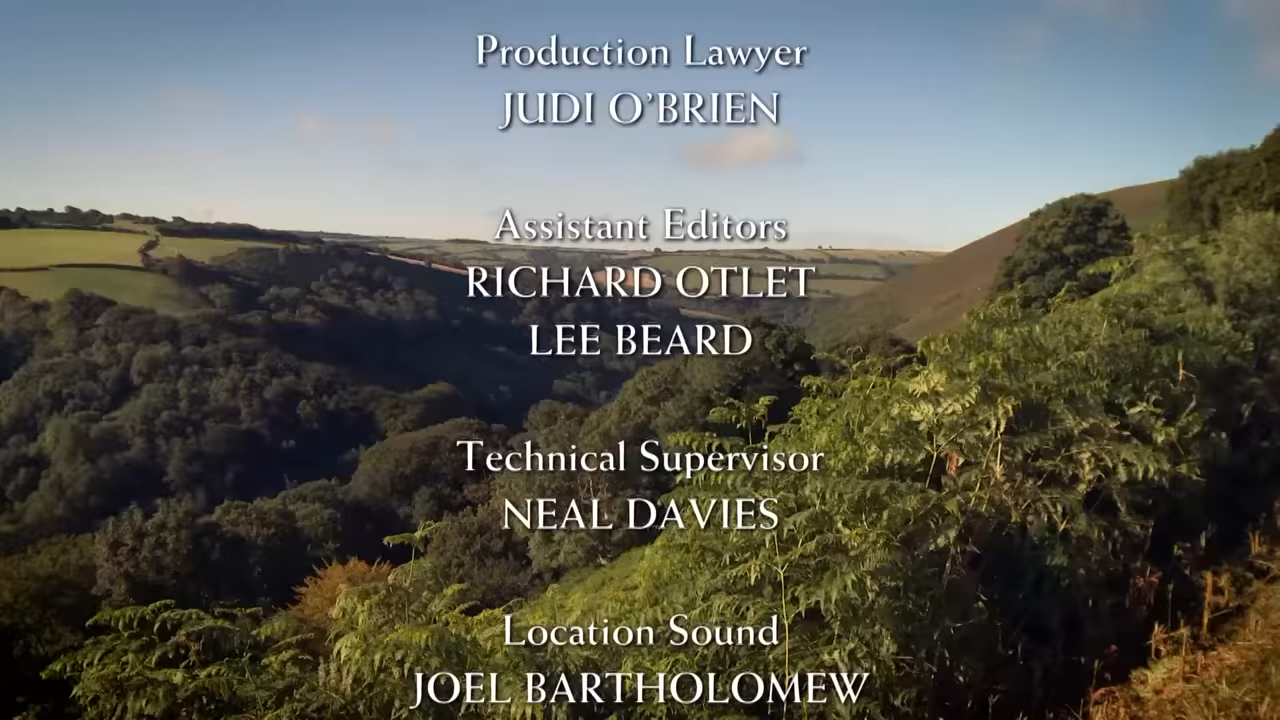 Production Lawyer
JUDI O’BRIEN
Assistant Editors
RICHARD OTLET
LEE BEARD
Technical Supervisor
NEAL DAVIES
Location Sound
JOEL BARTHOLOMEW